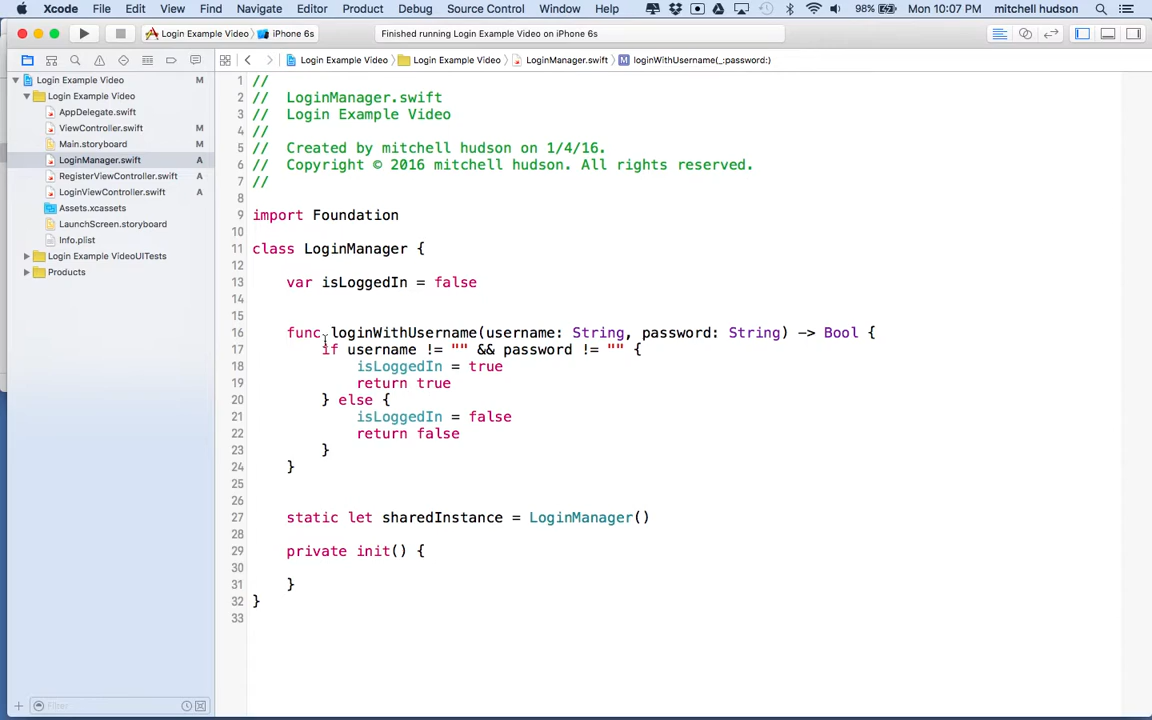 Xcode File Edit View Find Navigate Editor Product Debug Source Control Window Help 98% Mon 10:07 PM mitchell hudson
Login Example Video iPhone 6s Finished running Login Example Video on iPhone 6s
Login Example Video Login Example Video LoginManager.swift M loginWithUsername(_:password:)
Login Example Video M
Login Example Video
AppDelegate.swift
ViewController.swift M
Main.storyboard M
LoginManager.swift A
RegisterViewController.swift A
LoginViewController.swift A
Assets.xcassets
LaunchScreen.storyboard
Info.plist
Login Example VideoUITests
Products
Filter
1 //
2 // LoginManager.swift
3 // Login Example Video
4 //
5 // Created by mitchell hudson on 1/4/16.
6 // Copyright © 2016 mitchell hudson. All rights reserved.
7 //
8
9 import Foundation
10
11 class LoginManager {
12
13 var isLoggedIn = false
14
15
16 func loginWithUsername(username: String, password: String) -> Bool {
17 if username != "" && password != "" {
18 isLoggedIn = true
19 return true
20 } else {
21 isLoggedIn = false
22 return false
23 }
24 }
25
26
27 static let sharedInstance = LoginManager()
28
29 private init() {
30
31 }
32 }
33